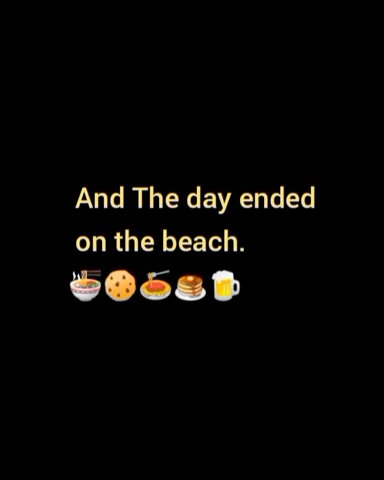 And The day ended
on the beach.
🍜🍪🍝🥞🍺